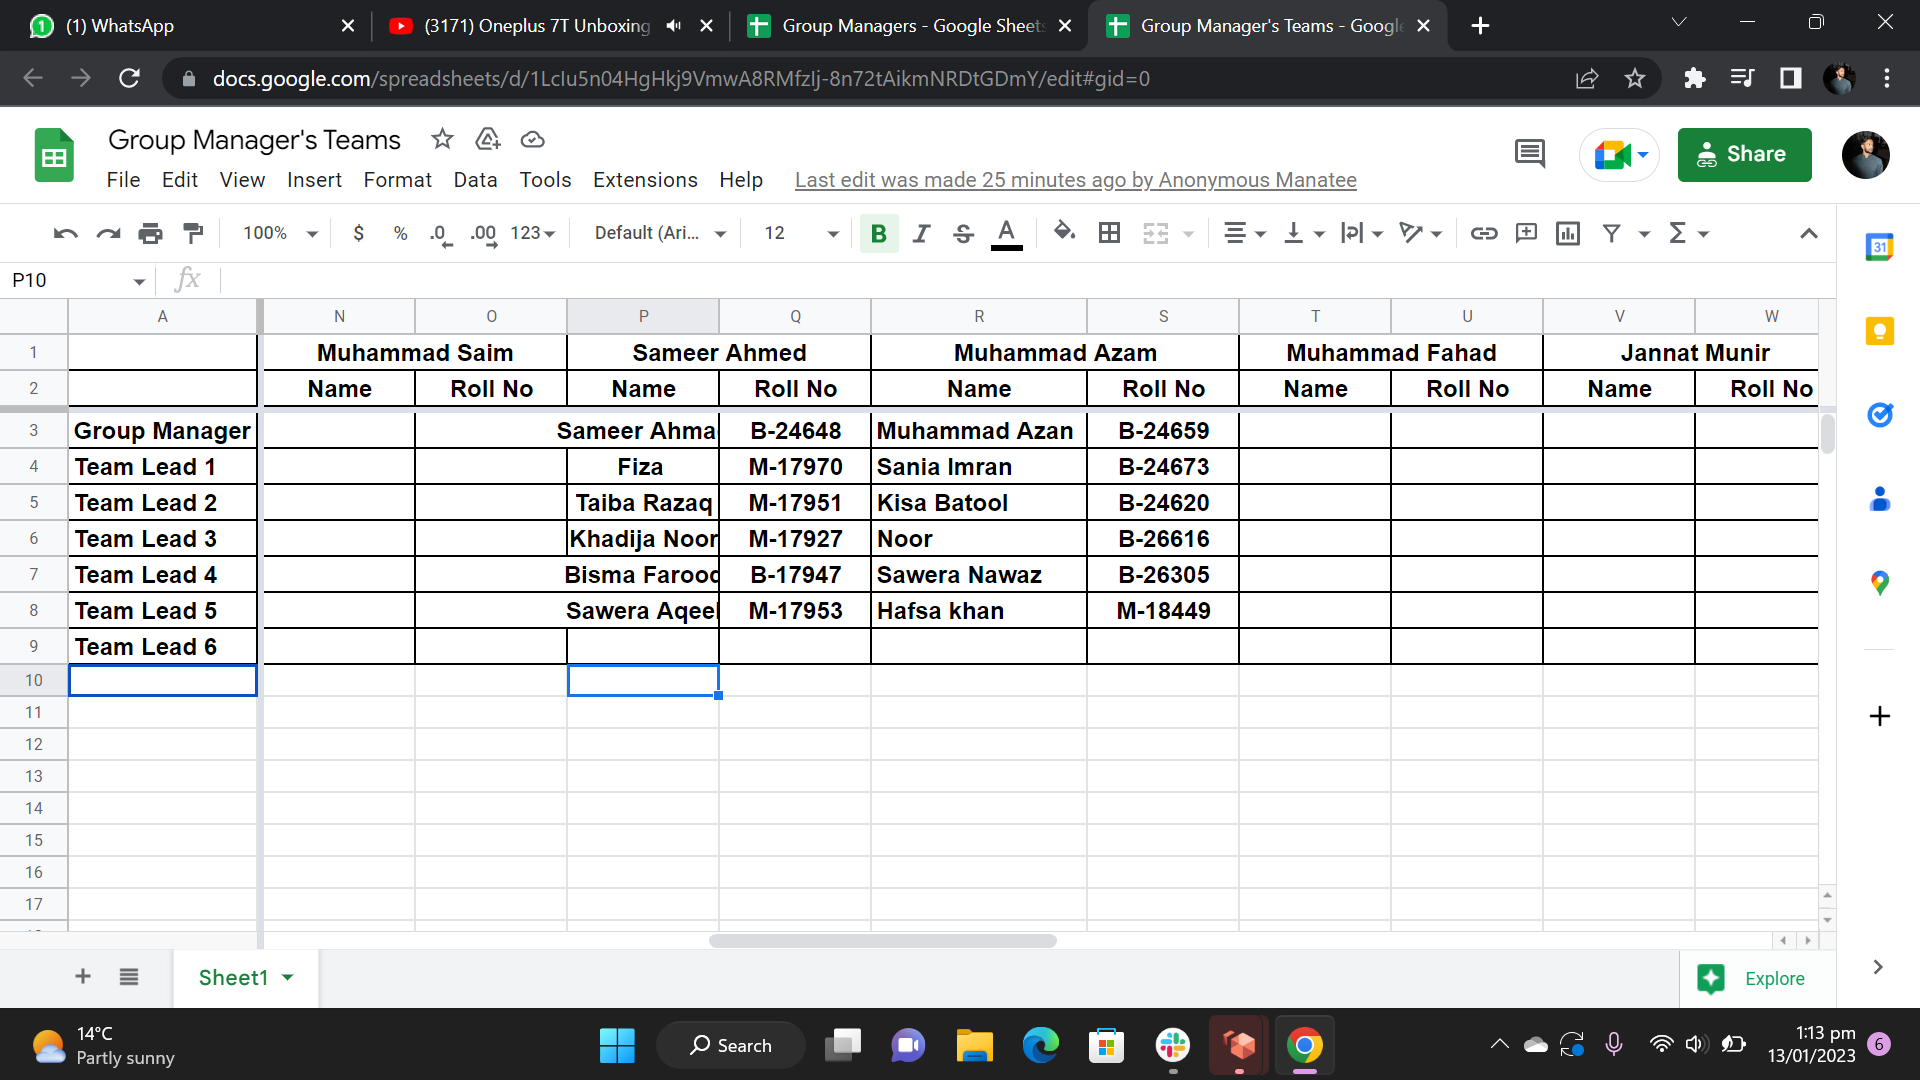 (1) WhatsApp (3171) Oneplus 7T Unboxing Group Managers - Google Sheets Group Manager's Teams - Google
docs.google.com/spreadsheets/d/1LcIu5n04HgHkj9VmwA8RMfzIj-8n72tAikmNRDtGDmY/edit#gid=0
Group Manager's Teams
Share
File Edit View Insert Format Data Tools Extensions Help Last edit was made 25 minutes ago by Anonymous Manatee
100% $ % .0 .00 123 Default (Ari... 12 B I S A Σ
31
P10 fx
A N O P Q R S T U V W
1 Muhammad Saim Sameer Ahmed Muhammad Azam Muhammad Fahad Jannat Munir
2 Name Roll No Name Roll No Name Roll No Name Roll No Name Roll No
3 Group Manager Sameer Ahma B-24648 Muhammad Azan B-24659
4 Team Lead 1 Fiza M-17970 Sania Imran B-24673
5 Team Lead 2 Taiba Razaq M-17951 Kisa Batool B-24620
6 Team Lead 3 Khadija Noor M-17927 Noor B-26616
7 Team Lead 4 Bisma Farooq B-17947 Sawera Nawaz B-26305
8 Team Lead 5 Sawera Aqeel M-17953 Hafsa khan M-18449
9 Team Lead 6
10
11
12
13
14
15
16
17
Sheet1 Explore
14°C
Partly sunny
Search
1:13 pm
13/01/2023
6